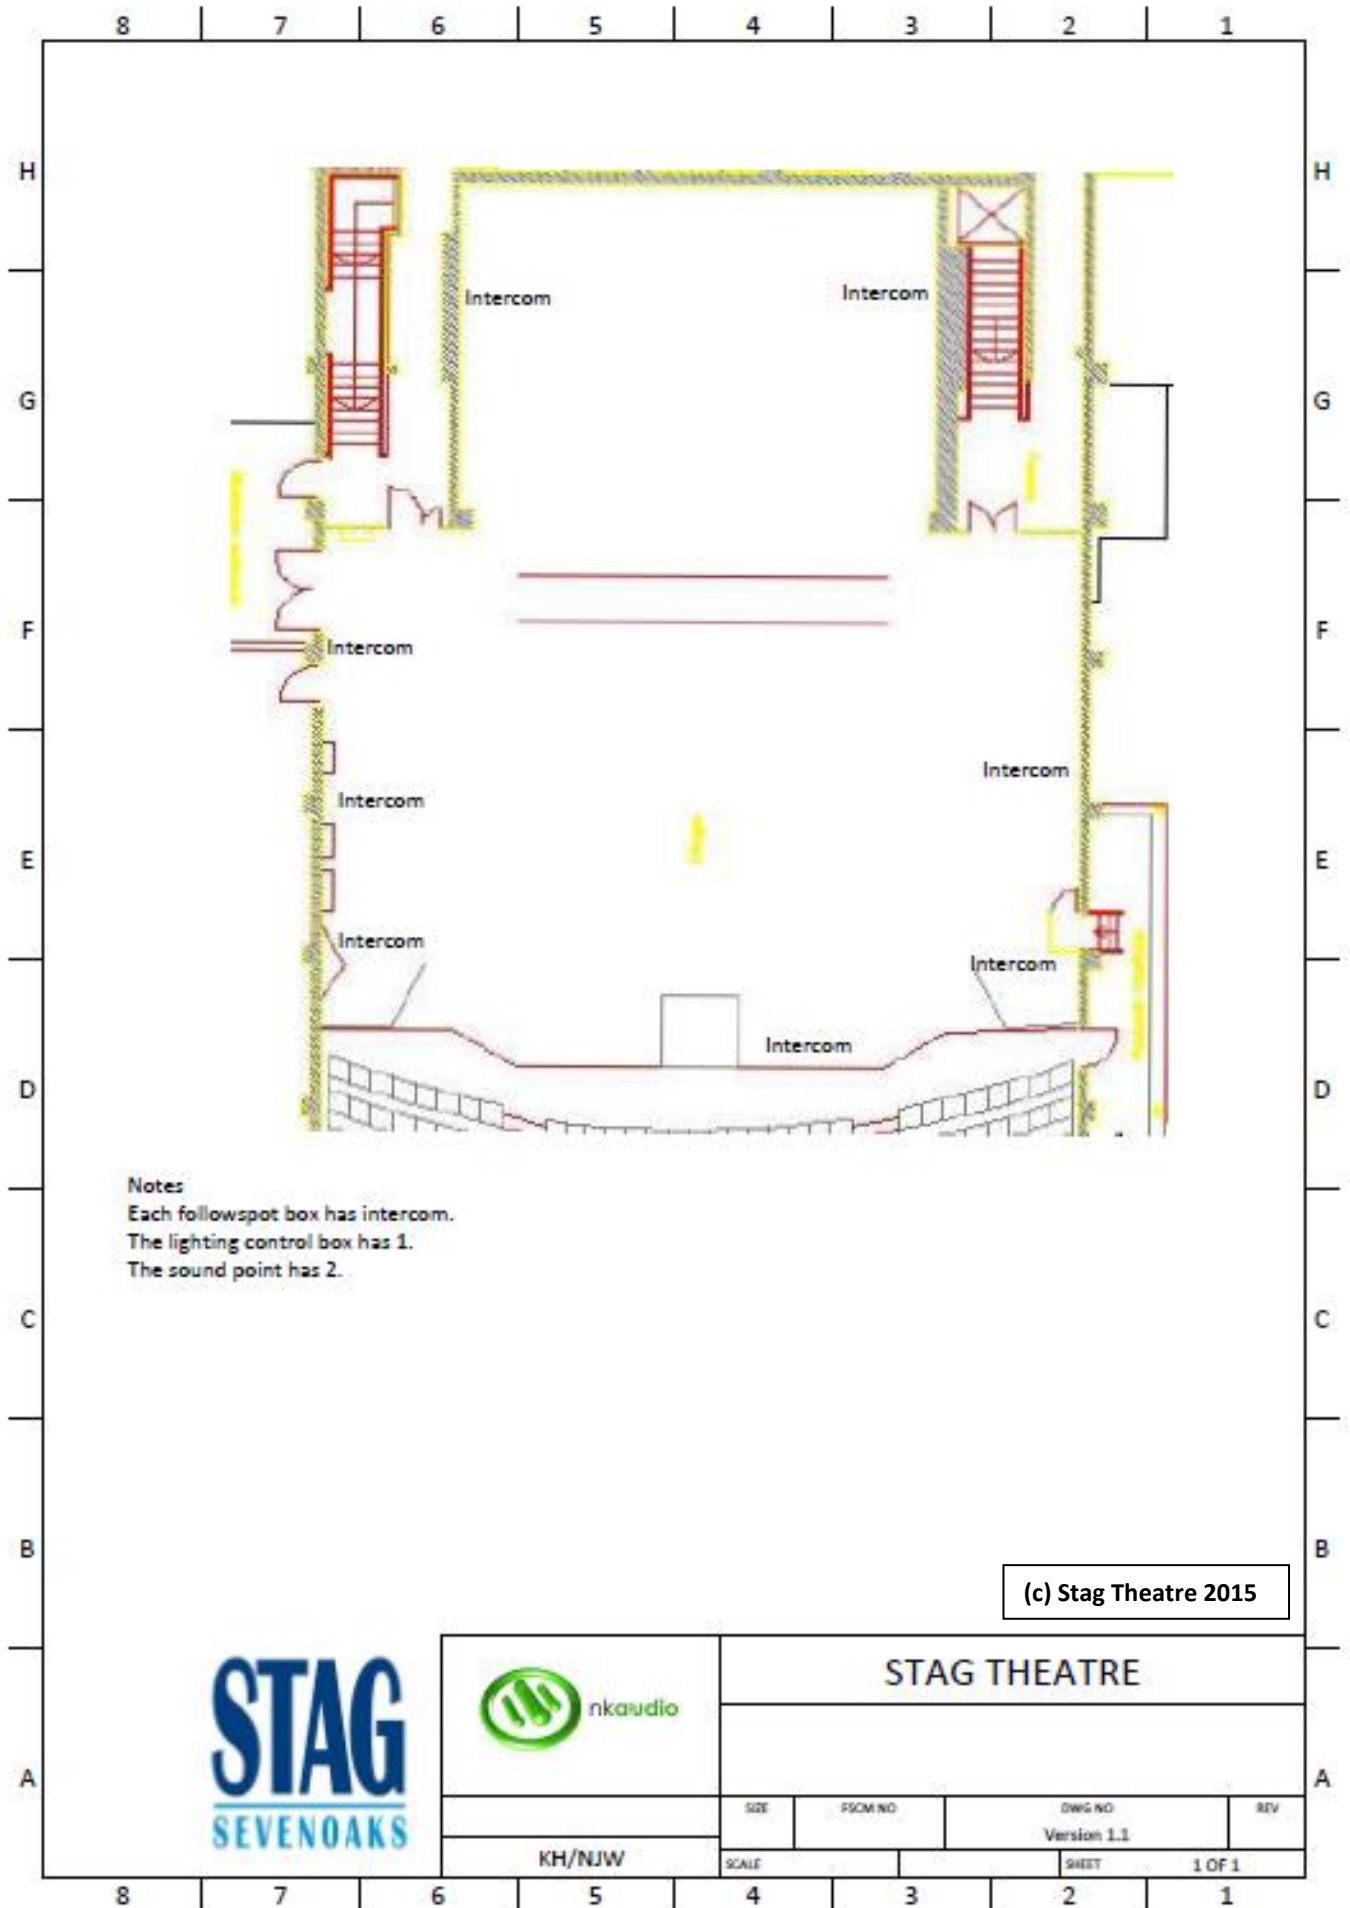 8 7 6 5 4 3 2 1
H H
Intercom Intercom
G G
F F
Intercom
Intercom
Intercom
E E
Intercom
Intercom
Intercom
D D
Notes
Each followspot box has intercom.
The lighting control box has 1.
The sound point has 2.
C C
B B
(c) Stag Theatre 2015
STAG
SEVENOAKS
nkaudio
STAG THEATRE
A A
SIZE FSCM NO DWG NO REV
Version 1.1
KH/NJW
SCALE SHEET 1 OF 1
8 7 6 5 4 3 2 1